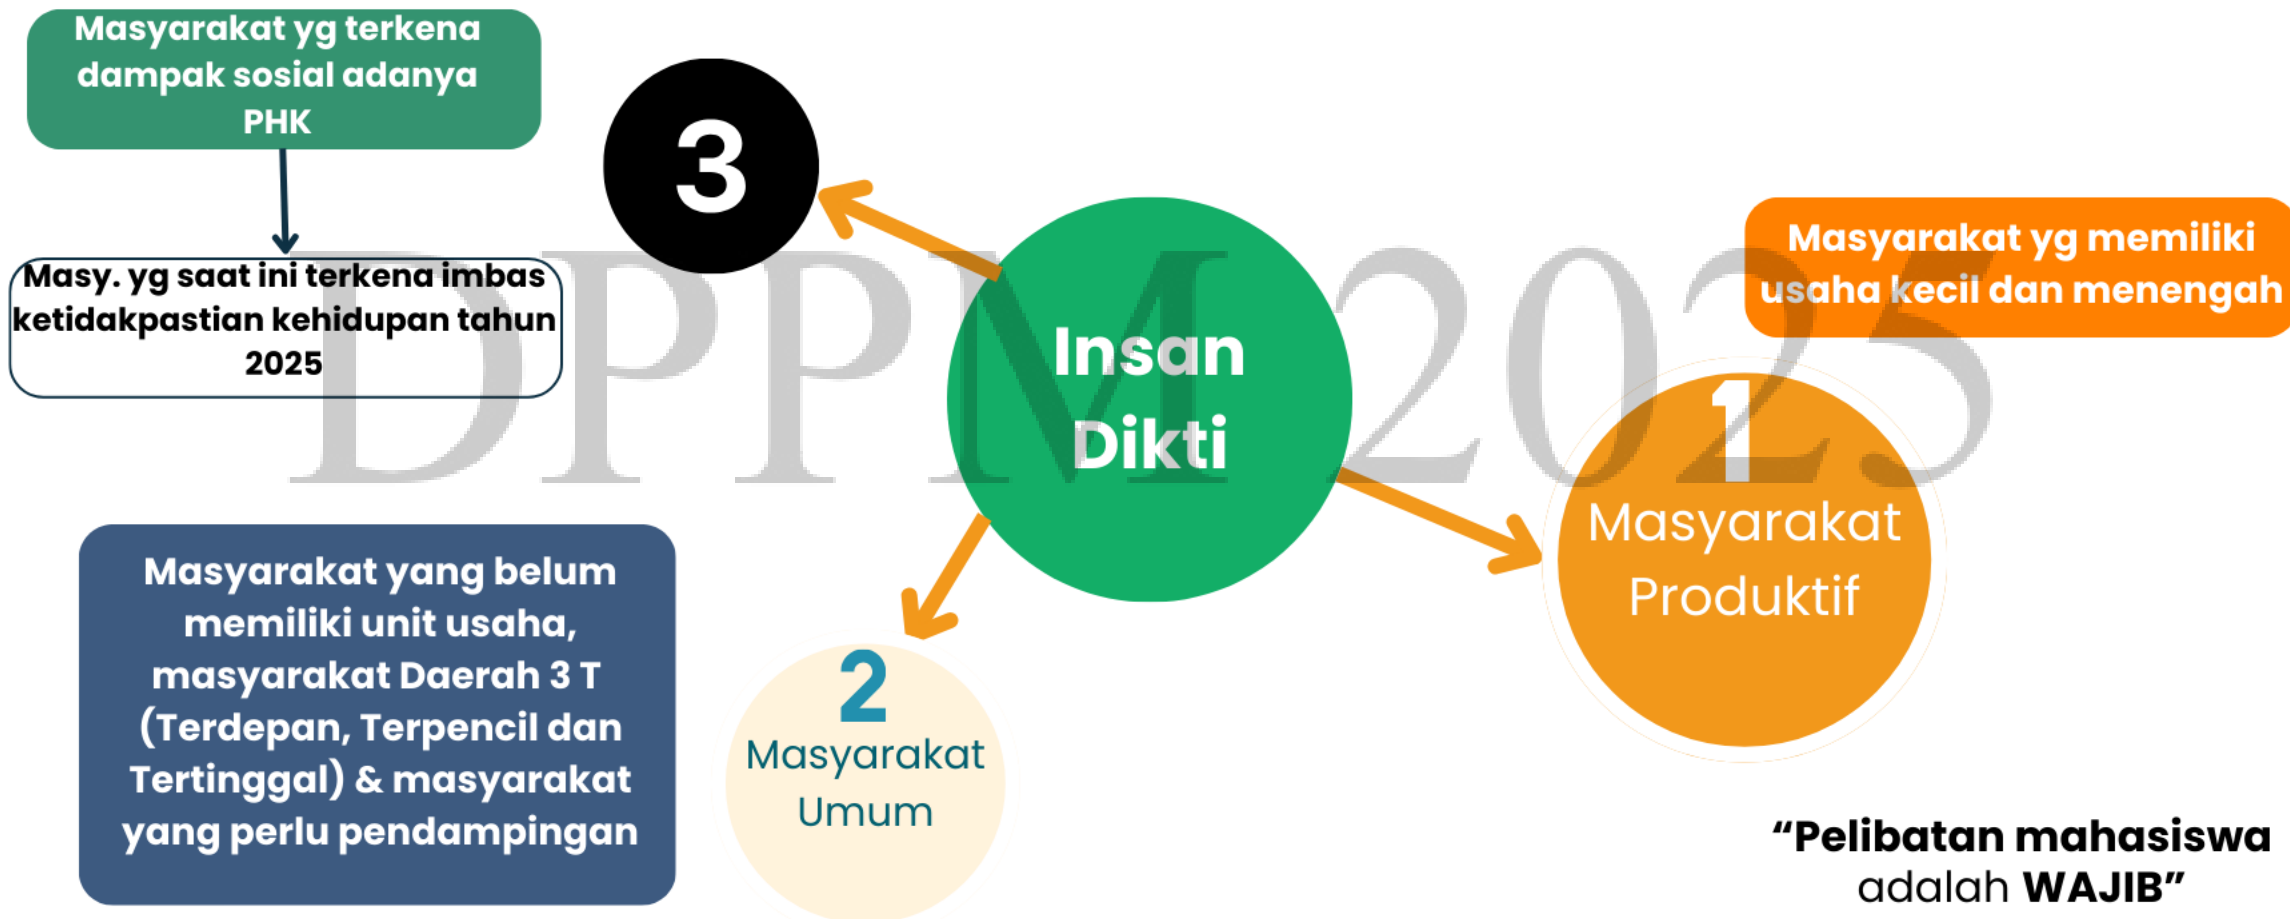 Masyarakat yg terkena
dampak sosial adanya
PHK
Masy. yg saat ini terkena imbas
ketidakpastian kehidupan tahun
2025
3
Insan
Dikti
Masyarakat yg memiliki
usaha kecil dan menengah
1
Masyarakat
Produktif
DPPM 2025
Masyarakat yang belum
memiliki unit usaha,
masyarakat Daerah 3 T
(Terdepan, Terpencil dan
Tertinggal) & masyarakat
yang perlu pendampingan
2
Masyarakat
Umum
“Pelibatan mahasiswa
adalah WAJIB”